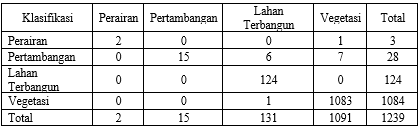 Klasifikasi Perairan Pertambangan Lahan Terbangun Vegetasi Total
Perairan 2 0 0 1 3
Pertambangan 0 15 6 7 28
Lahan Terbangun 0 0 124 0 124
Vegetasi 0 0 1 1083 1084
Total 2 15 131 1091 1239